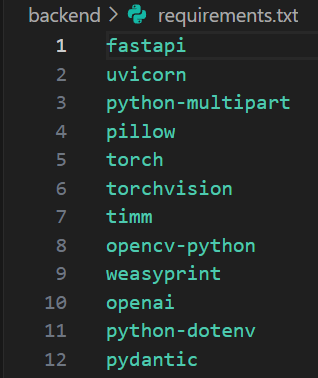 backend > requirements.txt
1 fastapi
2 uvicorn
3 python-multipart
4 pillow
5 torch
6 torchvision
7 timm
8 opencv-python
9 weasyprint
10 openai
11 python-dotenv
12 pydantic